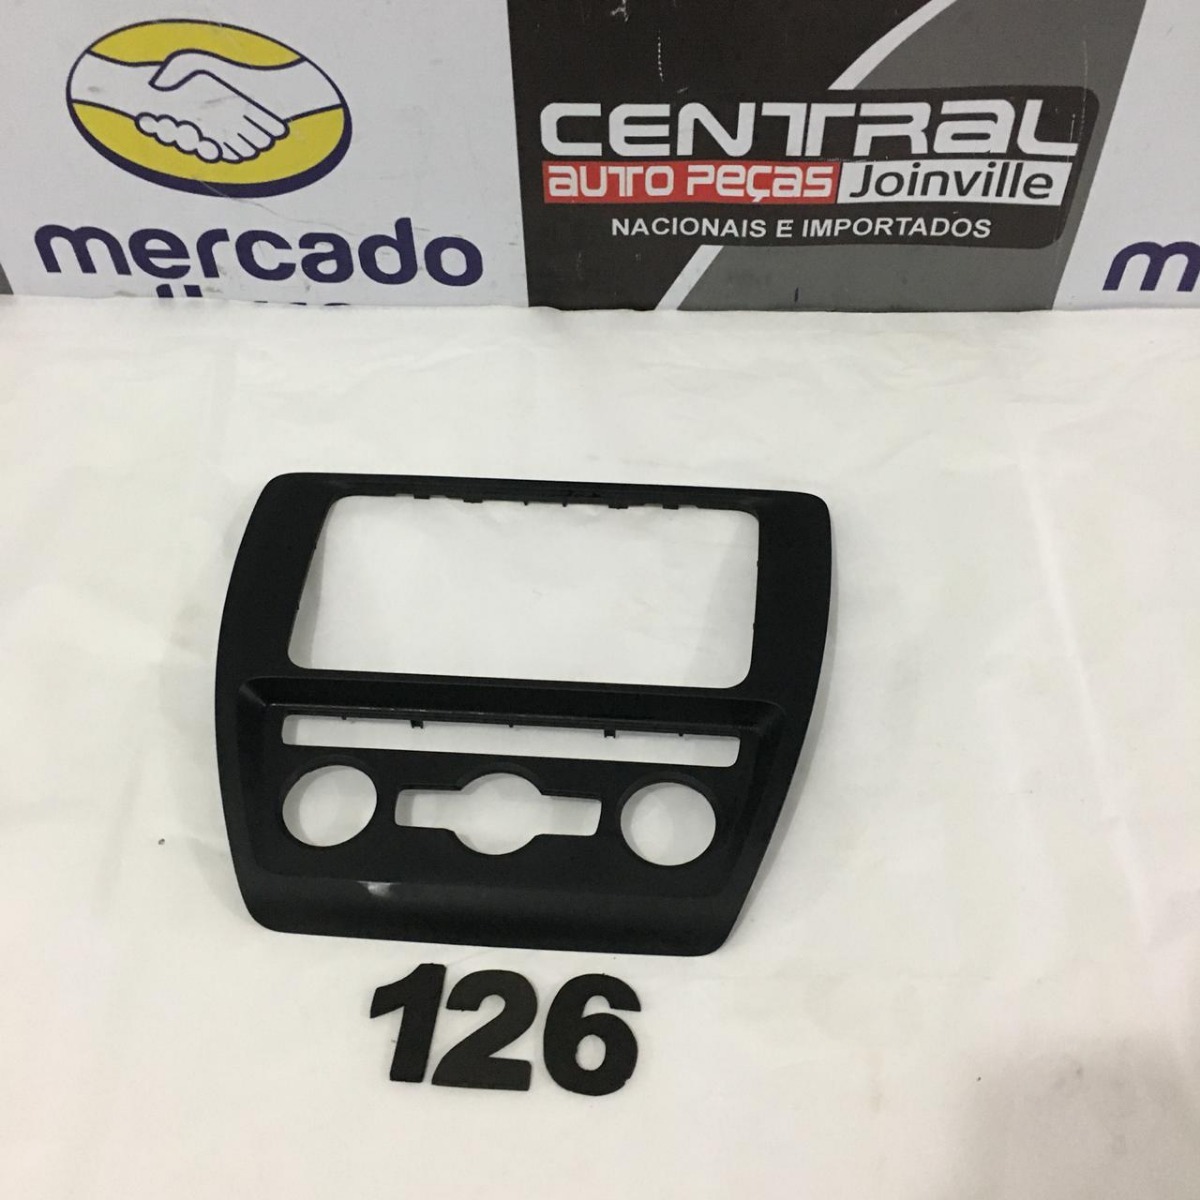 mercado
CENTRAL
AUTO PEÇAS Joinville
NACIONAIS E IMPORTADOS
m
126